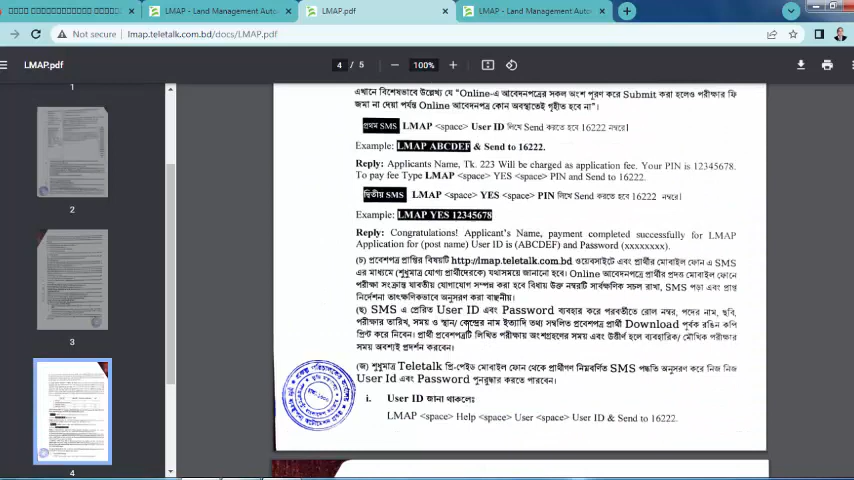 LMAP - Land Management Auto
LMAP.pdf
LMAP - Land Management Auto
Not secure | lmap.teletalk.com.bd/docs/LMAP.pdf
LMAP.pdf
4 / 5
100%
1
2
3
4
এখানে বিশেষভাবে উল্লেখ্য যে "Online-এ আবেদনপত্রের সকল অংশ পূরণ করে Submit করা হলেও পরীক্ষার ফি
জমা না দেয়া পর্যন্ত Online আবেদনপত্র কোন অবস্থাতেই গৃহীত হবে না"।
প্রথম SMS LMAP <space> User ID লিখে Send করতে হবে 16222 নম্বরে।
Example: LMAP ABCDEF & Send to 16222.
Reply: Applicants Name, Tk. 223 Will be charged as application fee. Your PIN is 12345678.
To pay fee Type LMAP <space> YES <space> PIN and Send to 16222.
দ্বিতীয় SMS LMAP <space> YES <space> PIN লিখে Send করতে হবে 16222 নম্বরে।
Example: LMAP YES 12345678
Reply: Congratulations! Applicant's Name, payment completed successfully for LMAP
Application for (post name) User ID is (ABCDEF) and Password (xxxxxxxx).
(চ) প্রবেশপত্র প্রাপ্তির বিষয়টি http://lmap.teletalk.com.bd ওয়েবসাইটে এবং প্রার্থীর মোবাইল ফোন এ SMS
এর মাধ্যমে (শুধুমাত্র যোগ্য প্রার্থীদেরকে) যথাসময়ে জানানো হবে। Online আবেদনপত্রে প্রার্থীর প্রদত্ত মোবাইল ফোনে
পরীক্ষা সংক্রান্ত যাবতীয় যোগাযোগ সম্পন্ন করা হবে বিধায় উক্ত নম্বরটি সার্বক্ষণিক সচল রাখা, SMS পড়া এবং প্রাপ্ত
নির্দেশনা তাৎক্ষণিকভাবে অনুসরণ করা বাঞ্ছনীয়।
(ছ) SMS এ প্রেরিত User ID এবং Password ব্যবহার করে পরবর্তীতে রোল নম্বর, পদের নাম, ছবি,
পরীক্ষার তারিখ, সময় ও স্থান/ কেন্দ্রের নাম ইত্যাদি তথ্য সম্বলিত প্রবেশপত্র প্রার্থী Download পূর্বক রঙিন কপি
প্রিন্ট করে নিবেন। প্রার্থী প্রবেশপত্রটি লিখিত পরীক্ষায় অংশগ্রহণের সময় এবং উত্তীর্ণ হলে ব্যবহারিক/ মৌখিক পরীক্ষার
সময় অবশ্যই প্রদর্শন করবেন।
(জ) শুধুমাত্র Teletalk প্রি-পেইড মোবাইল ফোন থেকে প্রার্থীগণ নিম্নবর্ণিত SMS পদ্ধতি অনুসরণ করে নিজ নিজ
User Id এবং Password পুনরুদ্ধার করতে পারবেন।
i. User ID জানা থাকলেঃ
LMAP <space> Help <space> User <space> User ID & Send to 16222.